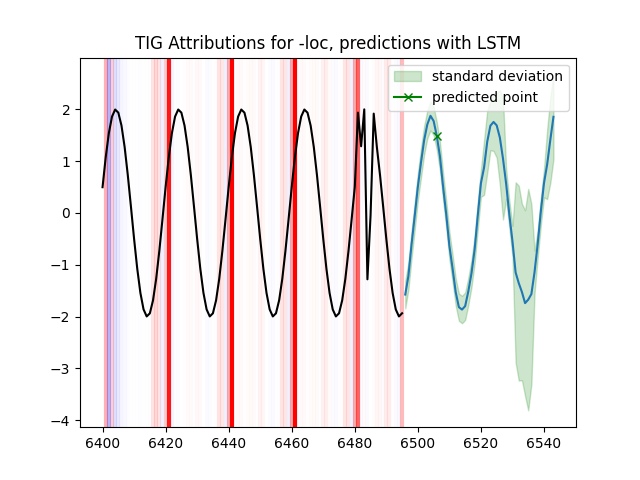 TIG Attributions for -loc, predictions with LSTM
standard deviation
predicted point
2
1
0
−1
−2
−3
−4
6400 6420 6440 6460 6480 6500 6520 6540